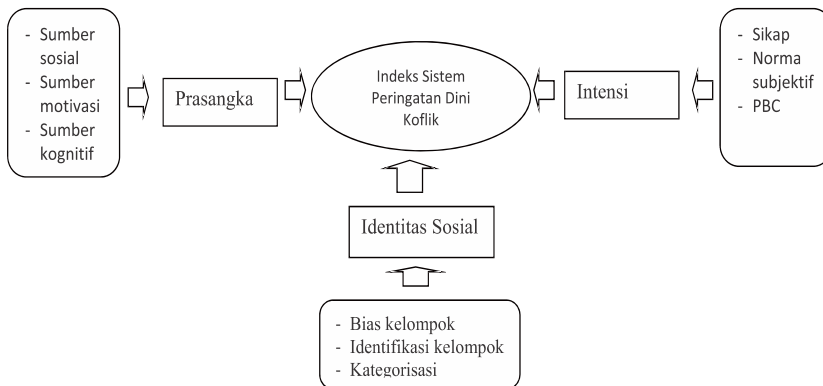 - Sumber
sosial
- Sumber
motivasi
- Sumber
kognitif
Prasangka
Indeks Sistem
Peringatan Dini
Koflik
Intensi
- Sikap
- Norma
subjektif
- PBC
Identitas Sosial
- Bias kelompok
- Identifikasi kelompok
- Kategorisasi